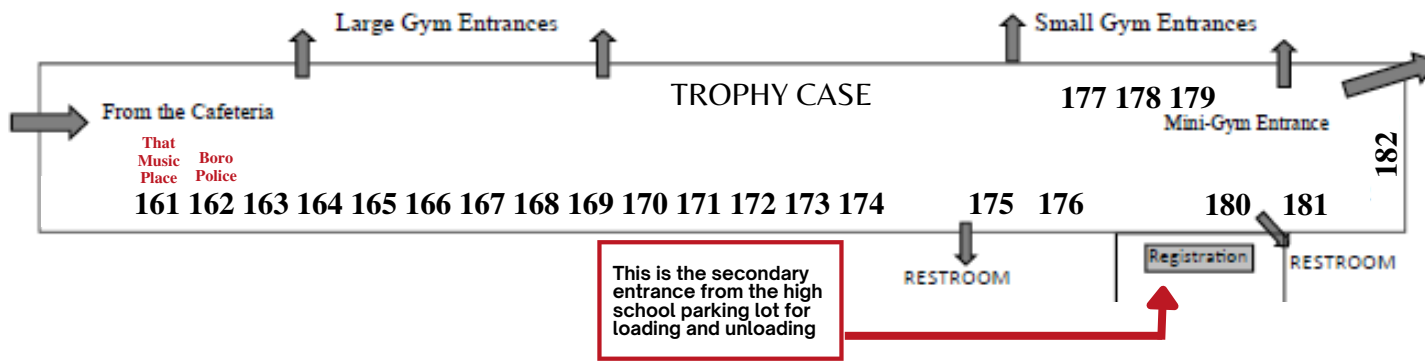 Large Gym Entrances
Small Gym Entrances
TROPHY CASE
177 178 179
From the Cafeteria
Mini-Gym Entrance
That
Music
Place
Boro
Police
182
161 162 163 164 165 166 167 168 169 170 171 172 173 174 175 176 180 181
Registration
RESTROOM
RESTROOM
This is the secondary
entrance from the high
school parking lot for
loading and unloading